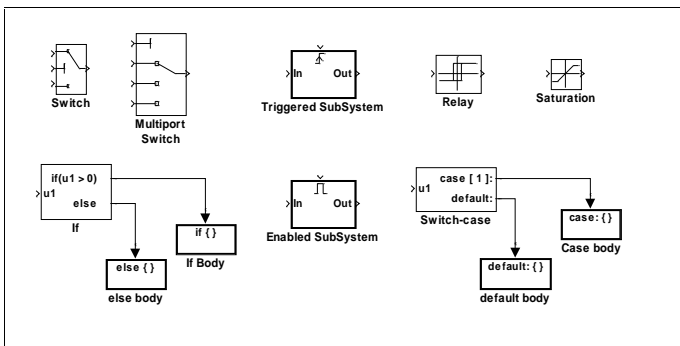 Switch
Multiport
Switch
In Out
Triggered SubSystem
Relay
Saturation
u1
if(u1 > 0)
else
If
if { }
If Body
else { }
else body
In Out
Enabled SubSystem
u1
case [ 1 ]:
default:
Switch-case
case: { }
Case body
default: { }
default body